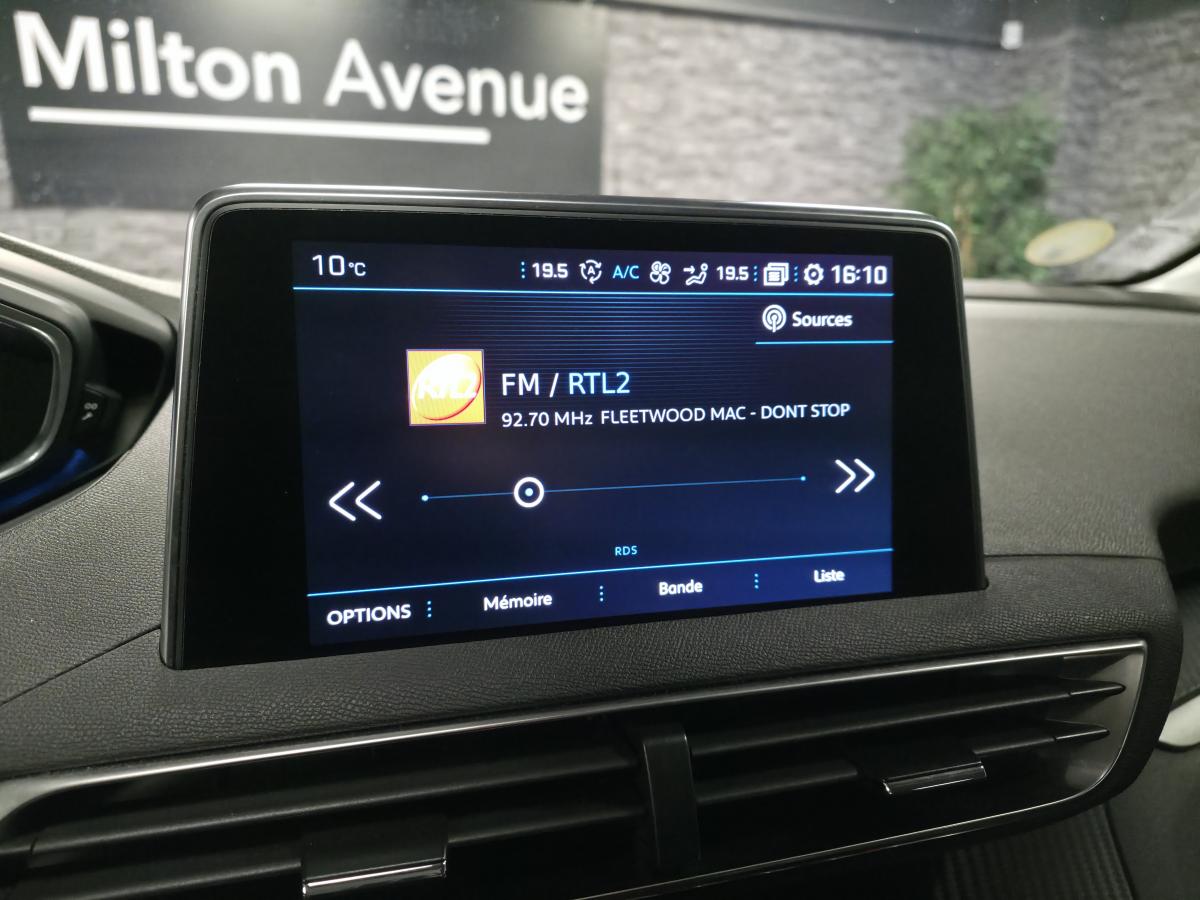 Milton Avenue
10°C 19.5 A A/C 19.5 16:10
Sources
RTL2
FM / RTL2
92.70 MHz FLEETWOOD MAC - DONT STOP
RDS
OPTIONS Mémoire Bande Liste